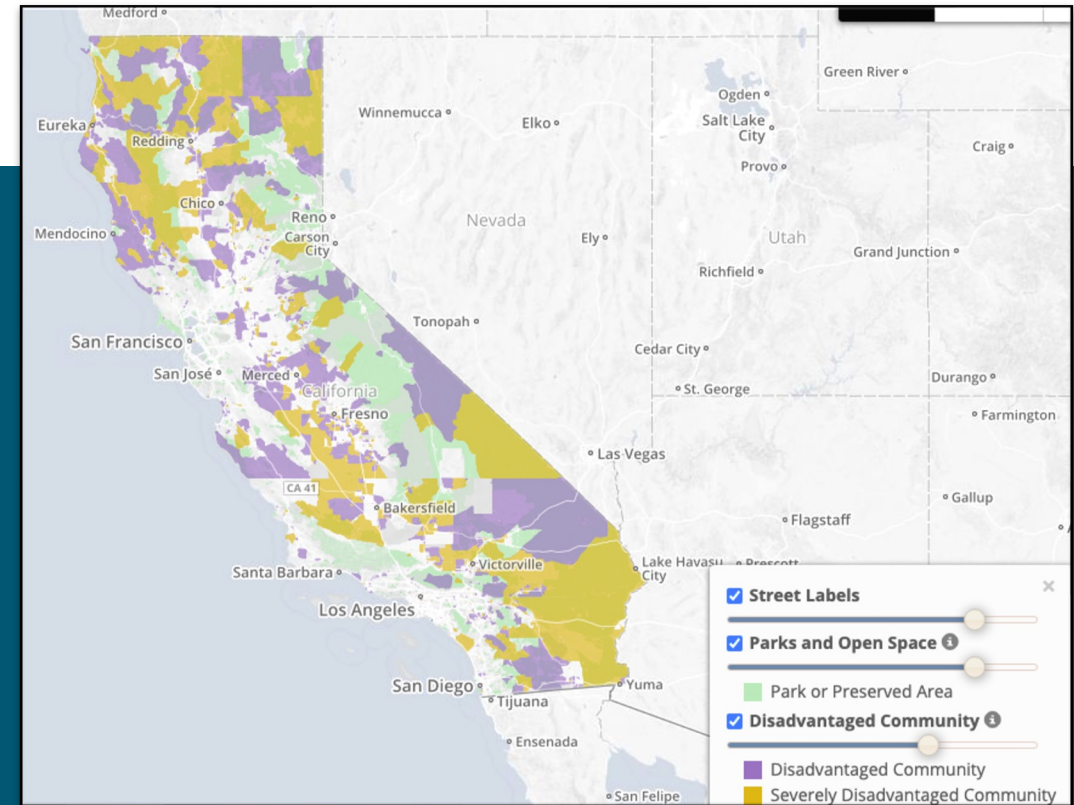 Medford
Green River
Ogden
Winnemucca
Salt Lake
City
Elko
Eureka
Redding
Craig
Provo
Chico
Reno
Nevada
Mendocino
Carson
City
Ely
Utah
Grand Junction
Richfield
Tonopah
San Francisco
Cedar City
San José
Merced
Durango
California
St. George
Fresno
Farmington
Las Vegas
CA 41
Gallup
Bakersfield
Flagstaff
Victorville
Lake Havasu
City
Prescott
Santa Barbara
Los Angeles
San Diego
Yuma
Tijuana
Ensenada
San Felipe
×
Street Labels
Parks and Open Space
Park or Preserved Area
Disadvantaged Community
Disadvantaged Community
Severely Disadvantaged Community